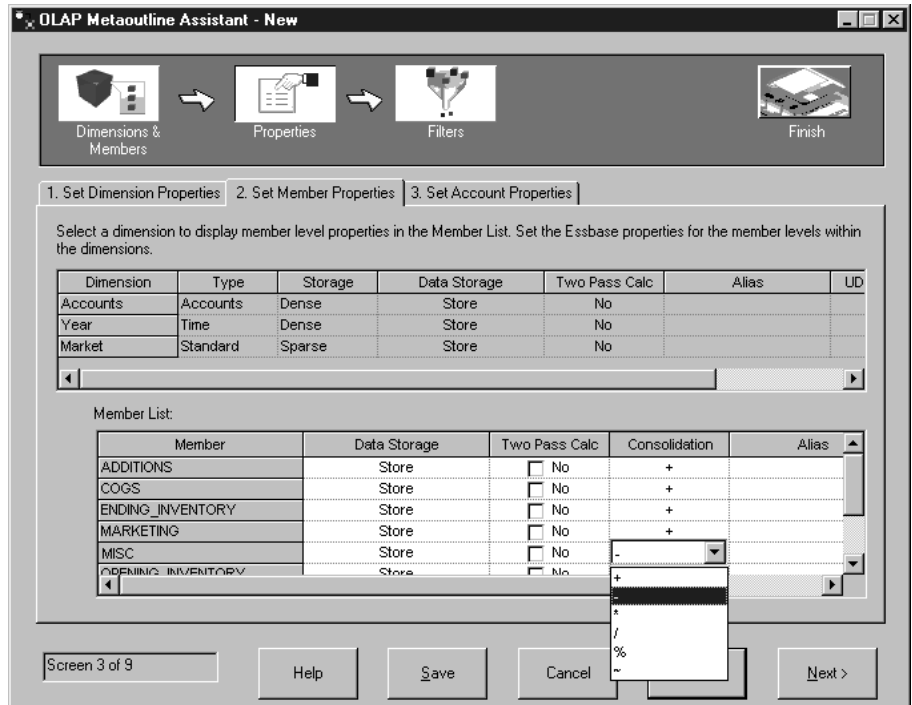 OLAP Metaoutline Assistant - New
Dimensions & Members
Properties
Filters
Finish
1. Set Dimension Properties
2. Set Member Properties
3. Set Account Properties
Select a dimension to display member level properties in the Member List. Set the Essbase properties for the member levels within
the dimensions.
Dimension Type Storage Data Storage Two Pass Calc Alias UD
Accounts Accounts Dense Store No
Year Time Dense Store No
Market Standard Sparse Store No
Member List:
Member Data Storage Two Pass Calc Consolidation Alias
ADDITIONS Store No +
COGS Store No +
ENDING_INVENTORY Store No +
MARKETING Store No +
MISC Store No -
OPENING_INVENTORY Store No
+
-
*
/
%
~
Screen 3 of 9
Help
Save
Cancel
Next >